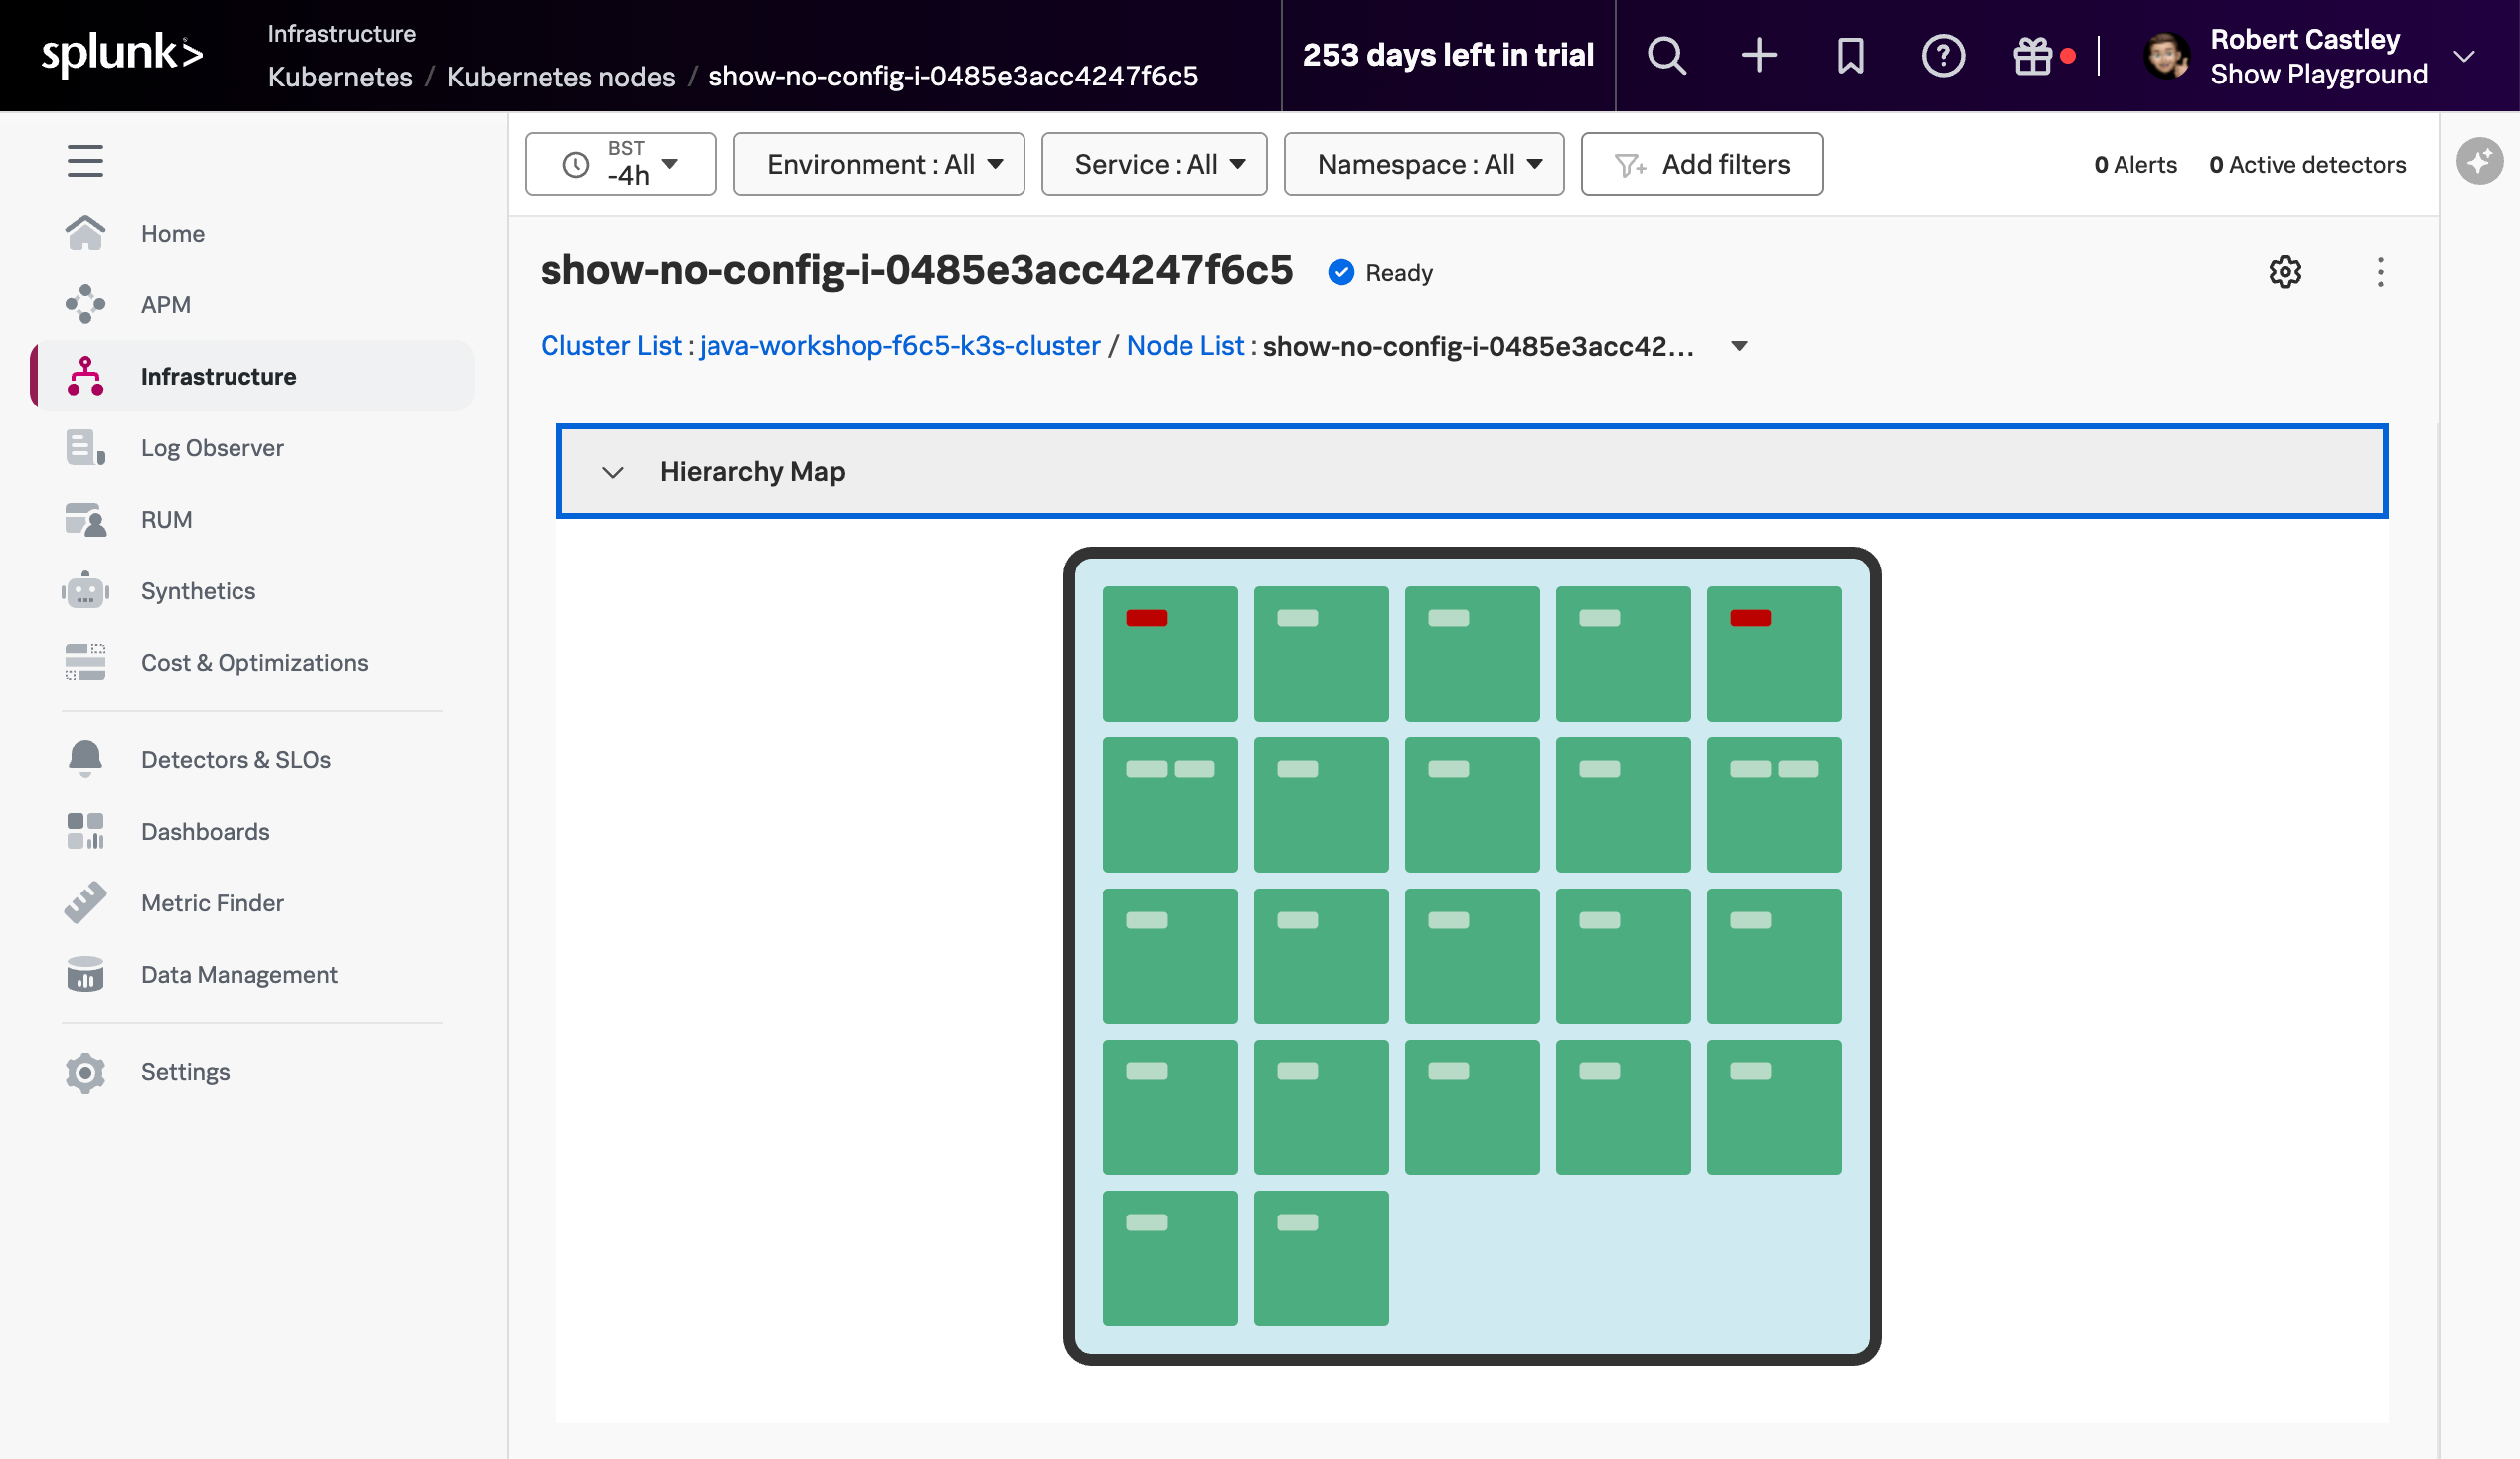 splunk>
Infrastructure
Kubernetes / Kubernetes nodes / show-no-config-i-0485e3acc4247f6c5
253 days left in trial
Robert Castley
Show Playground
BST
-4h
Environment : All
Service : All
Namespace : All
Add filters
0 Alerts
0 Active detectors
Home
APM
Infrastructure
Log Observer
RUM
Synthetics
Cost & Optimizations
Detectors & SLOs
Dashboards
Metric Finder
Data Management
Settings
show-no-config-i-0485e3acc4247f6c5
Ready
Cluster List : java-workshop-f6c5-k3s-cluster / Node List : show-no-config-i-0485e3acc42...
Hierarchy Map